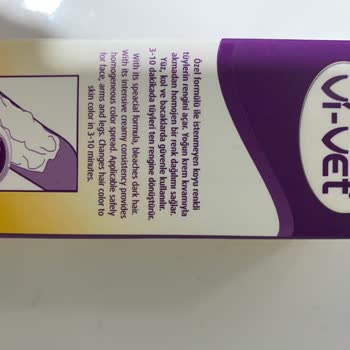 vi-vet
Özel formülü ile istenmeyen koyu renkli
tüylerin rengini açar. Yoğun krem kıvamıyla
akmadan homojen bir renk dağılımı sağlar.
Yüz, kol ve bacaklarda güvenle kullanılır.
3-10 dakikada tüyleri ten rengine dönüştürür.
With its speacial formula, bleaches dark hair.
With its intensive creamy consistency provides
homogeneous color spread. Applicable safely
for face, arms and legs. Changes hair color to
skin color in 3-10 minutes.